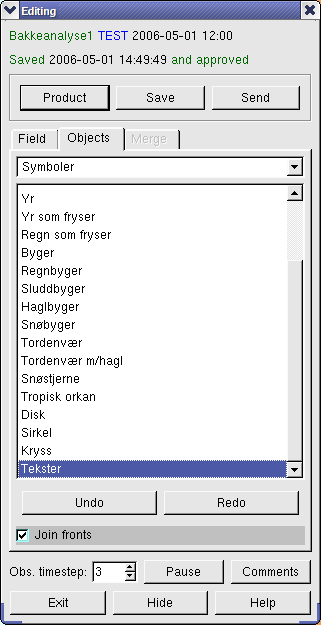 Editing
Bakkeanalyse1 TEST 2006-05-01 12:00
Saved 2006-05-01 14:49:49 and approved
Product Save Send
Field Objects Merge
Symboler
Yr
Yr som fryser
Regn som fryser
Byger
Regnbyger
Sluddbyger
Haglbyger
Snøbyger
Tordenvær
Tordenvær m/hagl
Snøstjerne
Tropisk orkan
Disk
Sirkel
Kryss
Tekster
Undo Redo
Join fronts
Obs. timestep: 3 Pause Comments
Exit Hide Help